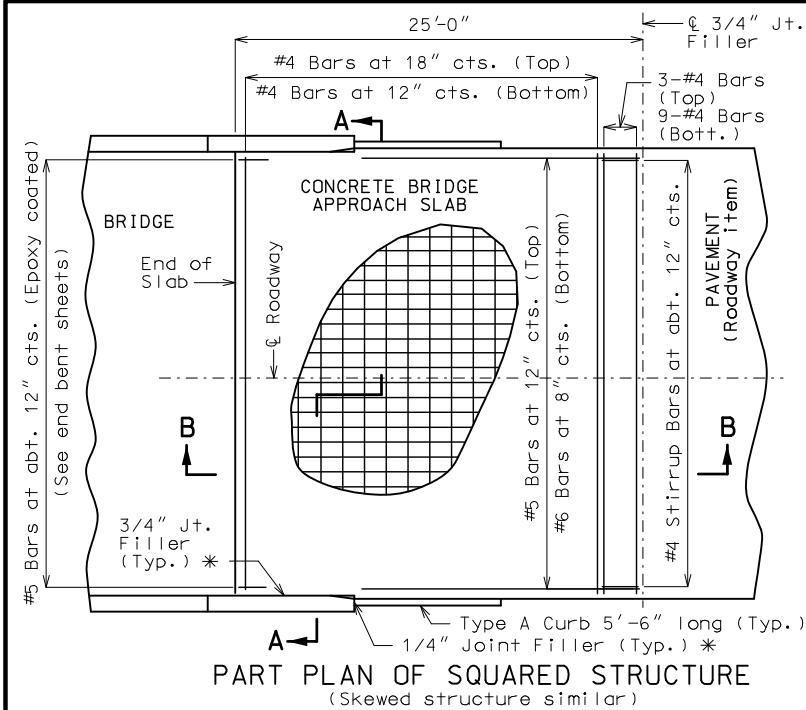 25'-0"
℄ 3/4" Jt.
Filler
#4 Bars at 18" cts. (Top)
#4 Bars at 12" cts. (Bottom)
3-#4 Bars
(Top)
9-#4 Bars
(Bott.)
A
CONCRETE BRIDGE
APPROACH SLAB
BRIDGE
End of
Slab
℄ Roadway
#5 Bars at abt. 12" cts. (Epoxy coated)
(See end bent sheets)
#5 Bars at 12" cts. (Top)
#6 Bars at 8" cts. (Bottom)
#4 Stirrup Bars at abt. 12" cts.
PAVEMENT
(Roadway item)
B
B
3/4" Jt.
Filler
(Typ.) *
A
Type A Curb 5'-6" long (Typ.)
1/4" Joint Filler (Typ.) *
PART PLAN OF SQUARED STRUCTURE
(Skewed structure similar)